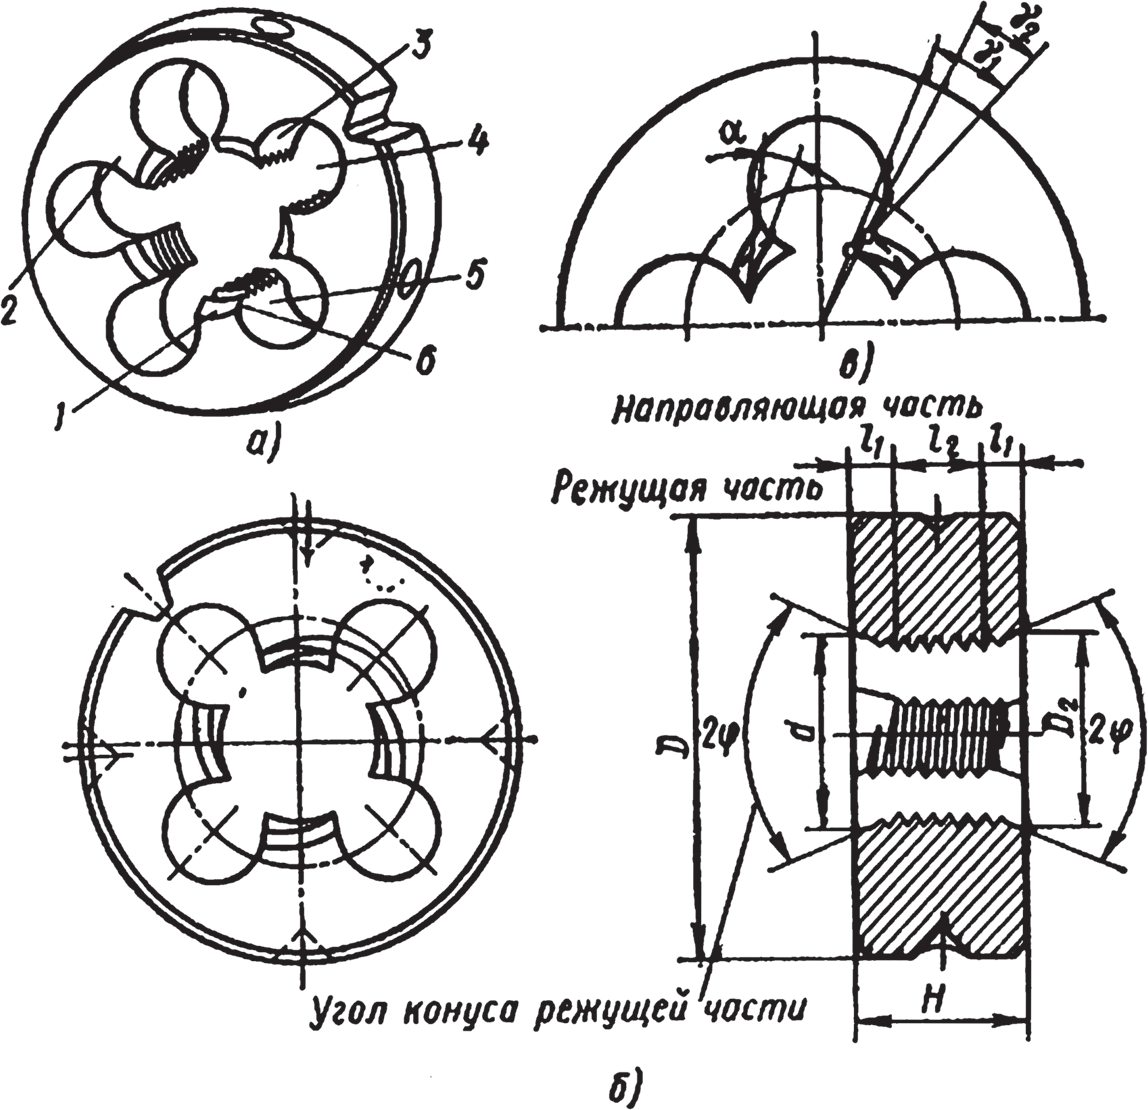 3
4
5
6
2
1
а)
α
γ₂
γ₁
в)
Направляющая часть
l₁ l₂ l₁
Режущая часть
D 2φ d D₂ 2φ
H
Угол конуса режущей части
б)